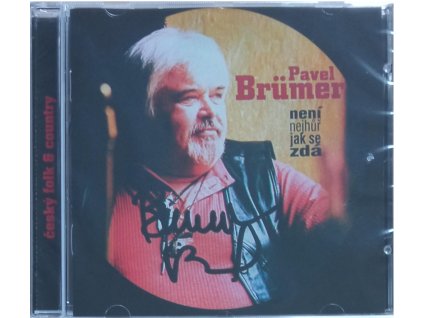 český folk & country
Pavel
Brümer
není
nejhůř
jak se
zdá